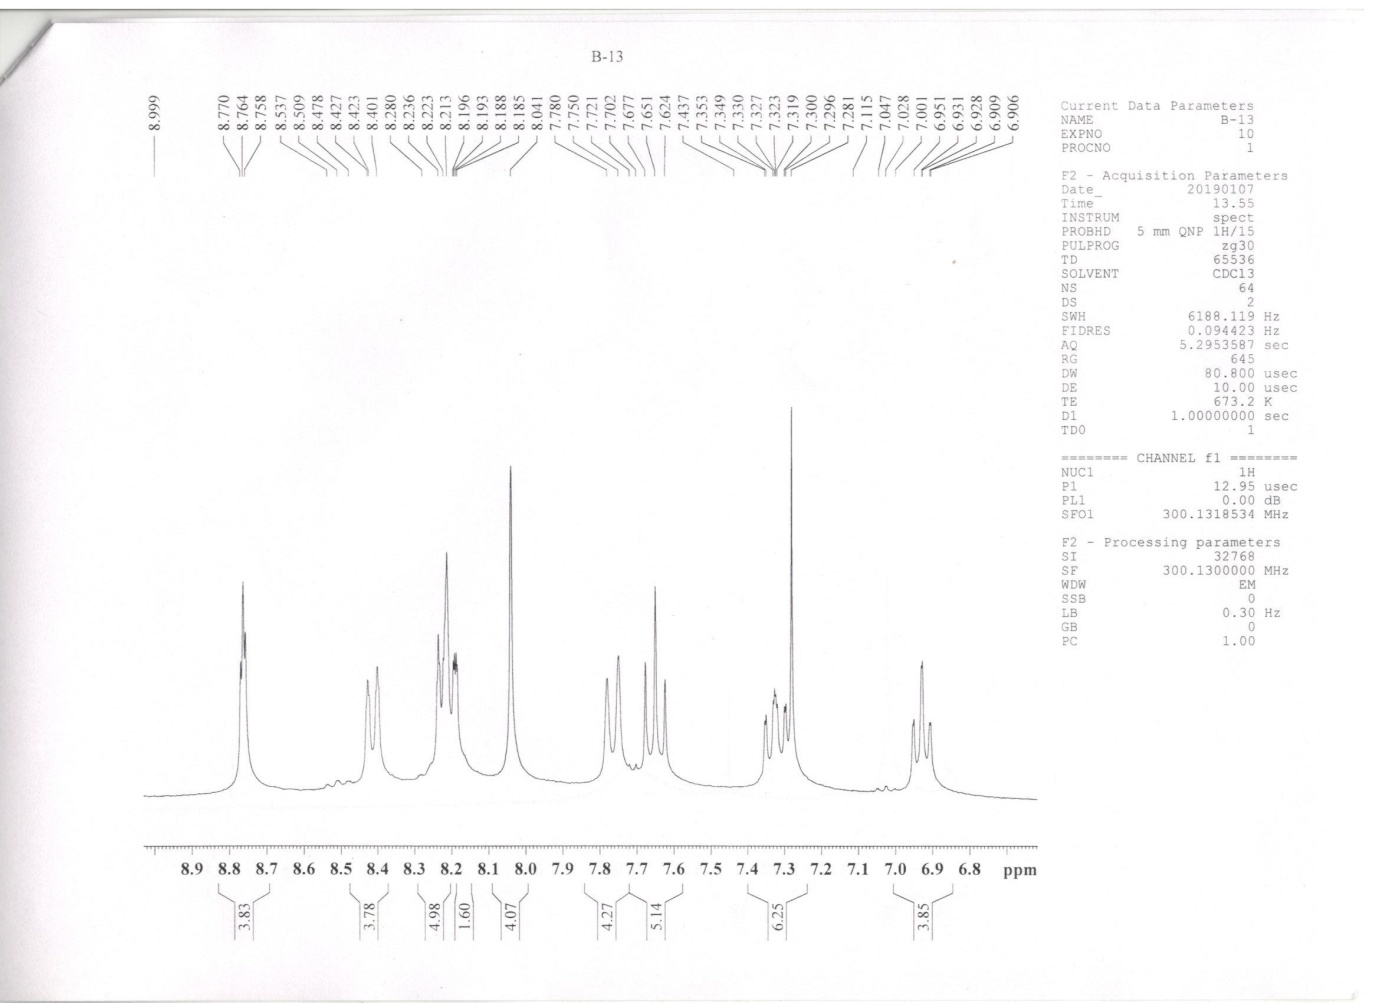 B-13
8.999
8.770
8.764
8.758
8.537
8.509
8.478
8.427
8.423
8.401
8.280
8.236
8.223
8.213
8.196
8.193
8.188
8.185
8.041
7.780
7.750
7.721
7.702
7.677
7.651
7.624
7.437
7.353
7.349
7.330
7.327
7.323
7.319
7.300
7.296
7.281
7.115
7.047
7.028
7.001
6.951
6.931
6.928
6.909
6.906
Current Data Parameters
NAME B-13
EXPNO 10
PROCNO 1
F2 - Acquisition Parameters
Date_ 20190107
Time 13.55
INSTRUM spect
PROBHD 5 mm QNP 1H/15
PULPROG zg30
TD 65536
SOLVENT CDCl3
NS 64
DS 2
SWH 6188.119 Hz
FIDRES 0.094423 Hz
AQ 5.2953587 sec
RG 645
DW 80.800 usec
DE 10.00 usec
TE 673.2 K
D1 1.00000000 sec
TD0 1
======== CHANNEL f1 ========
NUC1 1H
P1 12.95 usec
PL1 0.00 dB
SFO1 300.1318534 MHz
F2 - Processing parameters
SI 32768
SF 300.1300000 MHz
WDW EM
SSB 0
LB 0.30 Hz
GB 0
PC 1.00
8.9 8.8 8.7 8.6 8.5 8.4 8.3 8.2 8.1 8.0 7.9 7.8 7.7 7.6 7.5 7.4 7.3 7.2 7.1 7.0 6.9 6.8 ppm
3.83
3.78
4.98
1.60
4.07
4.27
5.14
6.25
3.85